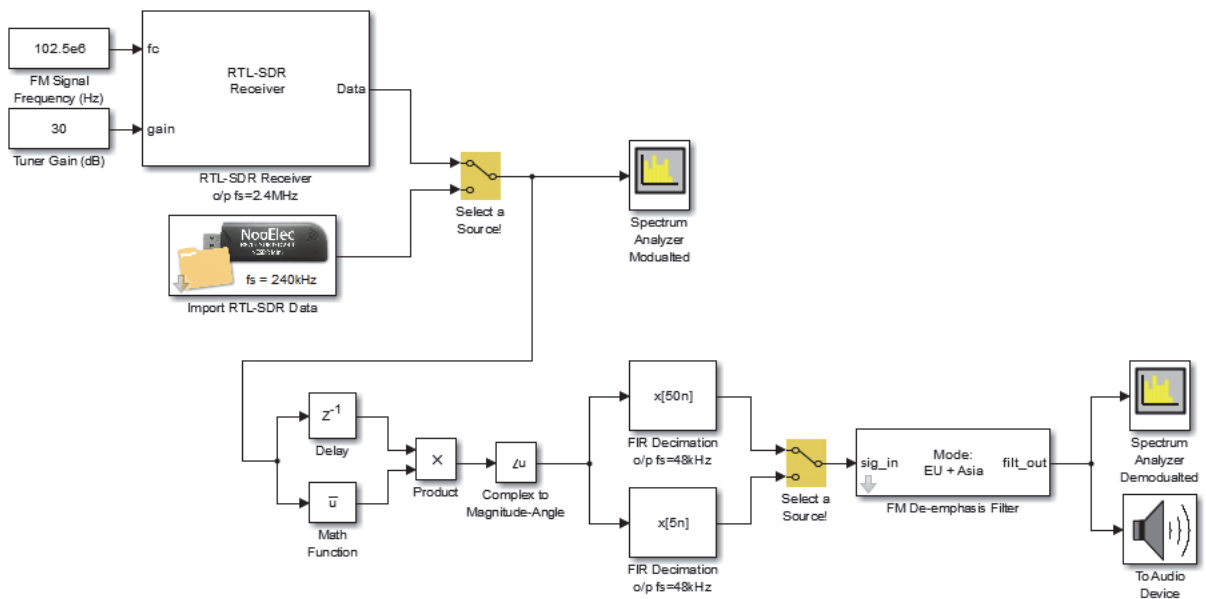 102.5e6
FM Signal
Frequency (Hz)
30
Tuner Gain (dB)
fc
gain
RTL-SDR
Receiver
Data
RTL-SDR Receiver
o/p fs=2.4MHz
Select a
Source!
Spectrum
Analyzer
Modualted
NooElec
fs = 240kHz
Import RTL-SDR Data
Z⁻¹
Delay
u̅
Math
Function
×
Product
∠u
Complex to
Magnitude-Angle
x[50n]
FIR Decimation
o/p fs=48kHz
x[5n]
FIR Decimation
o/p fs=48kHz
Select a
Source!
sig_in
Mode:
EU + Asia
filt_out
FM De-emphasis Filter
Spectrum
Analyzer
Demodualted
To Audio
Device